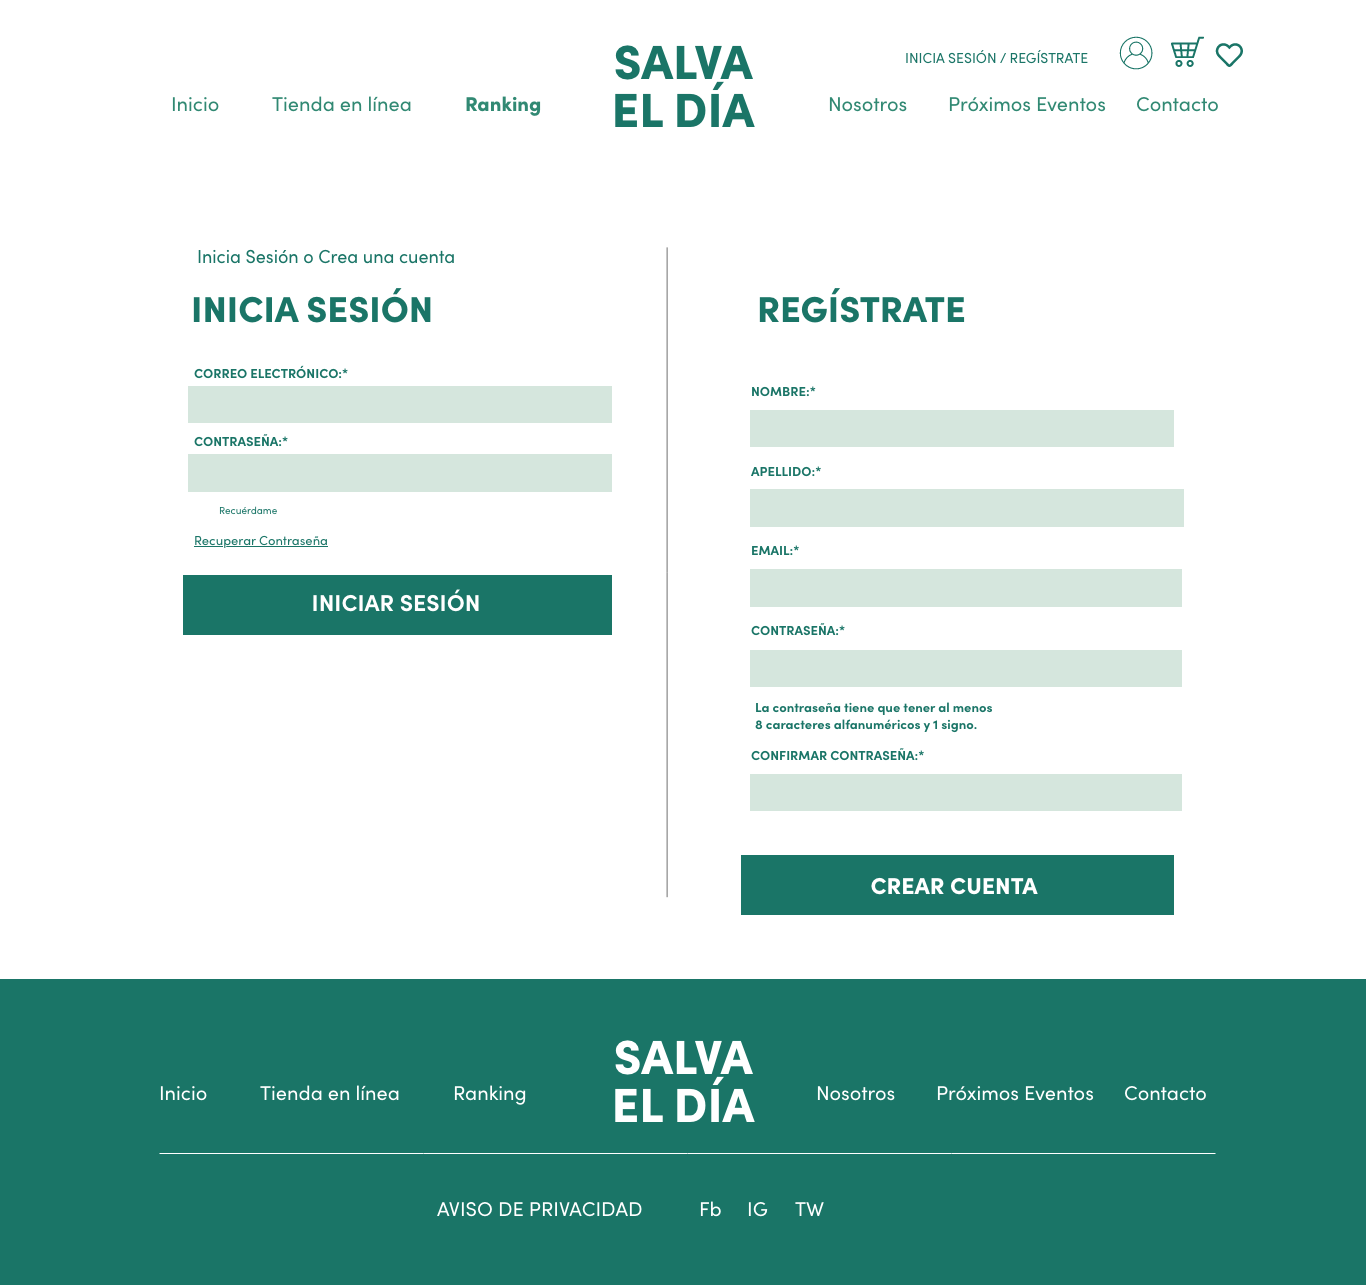 INICIA SESIÓN / REGÍSTRATE
Inicio Tienda en línea Ranking
SALVA
EL DÍA
Nosotros Próximos Eventos Contacto
Inicia Sesión o Crea una cuenta
INICIA SESIÓN
CORREO ELECTRÓNICO:*
CONTRASEÑA:*
Recuérdame
Recuperar Contraseña
INICIAR SESIÓN
REGÍSTRATE
NOMBRE:*
APELLIDO:*
EMAIL:*
CONTRASEÑA:*
La contraseña tiene que tener al menos
8 caracteres alfanuméricos y 1 signo.
CONFIRMAR CONTRASEÑA:*
CREAR CUENTA
Inicio Tienda en línea Ranking
SALVA
EL DÍA
Nosotros Próximos Eventos Contacto
AVISO DE PRIVACIDAD Fb IG TW